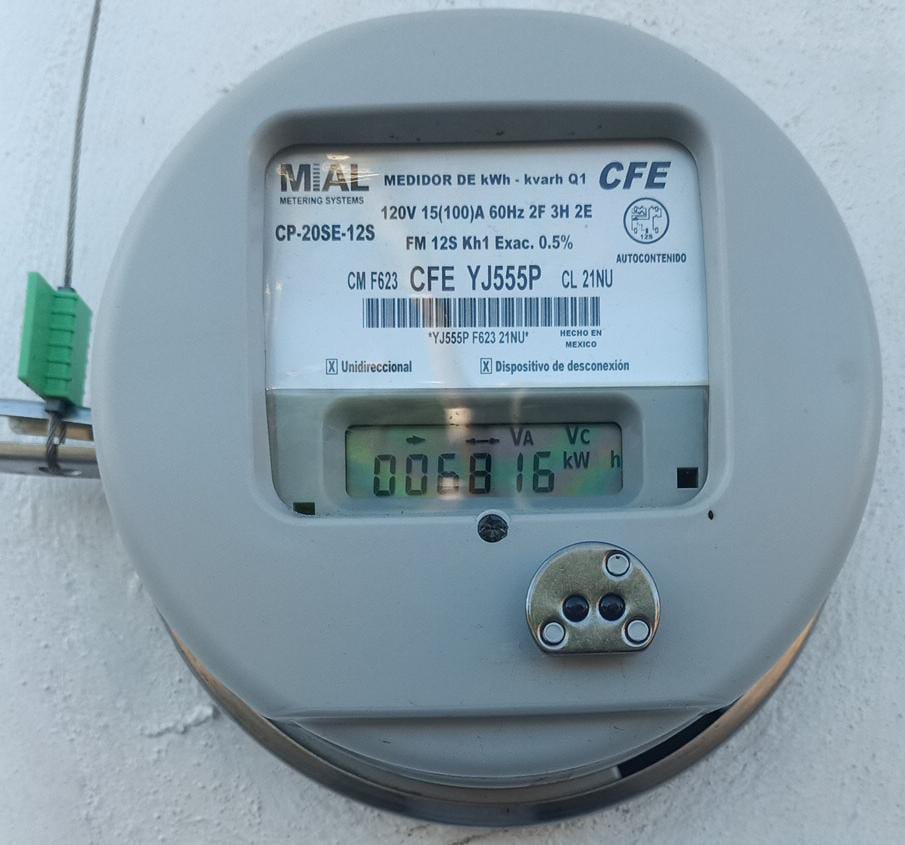 MIAL
METERING SYSTEMS
MEDIDOR DE kWh - kvarh Q1
CFE
120V 15(100)A 60Hz 2F 3H 2E
CP-20SE-12S
FM 12S Kh1 Exac. 0.5%
12S
AUTOCONTENIDO
CM F623 CFE YJ555P CL 21NU
*YJ555P F623 21NU*
HECHO EN
MEXICO
X Unidireccional
X Dispositivo de desconexión
VA VC
006816 kW h